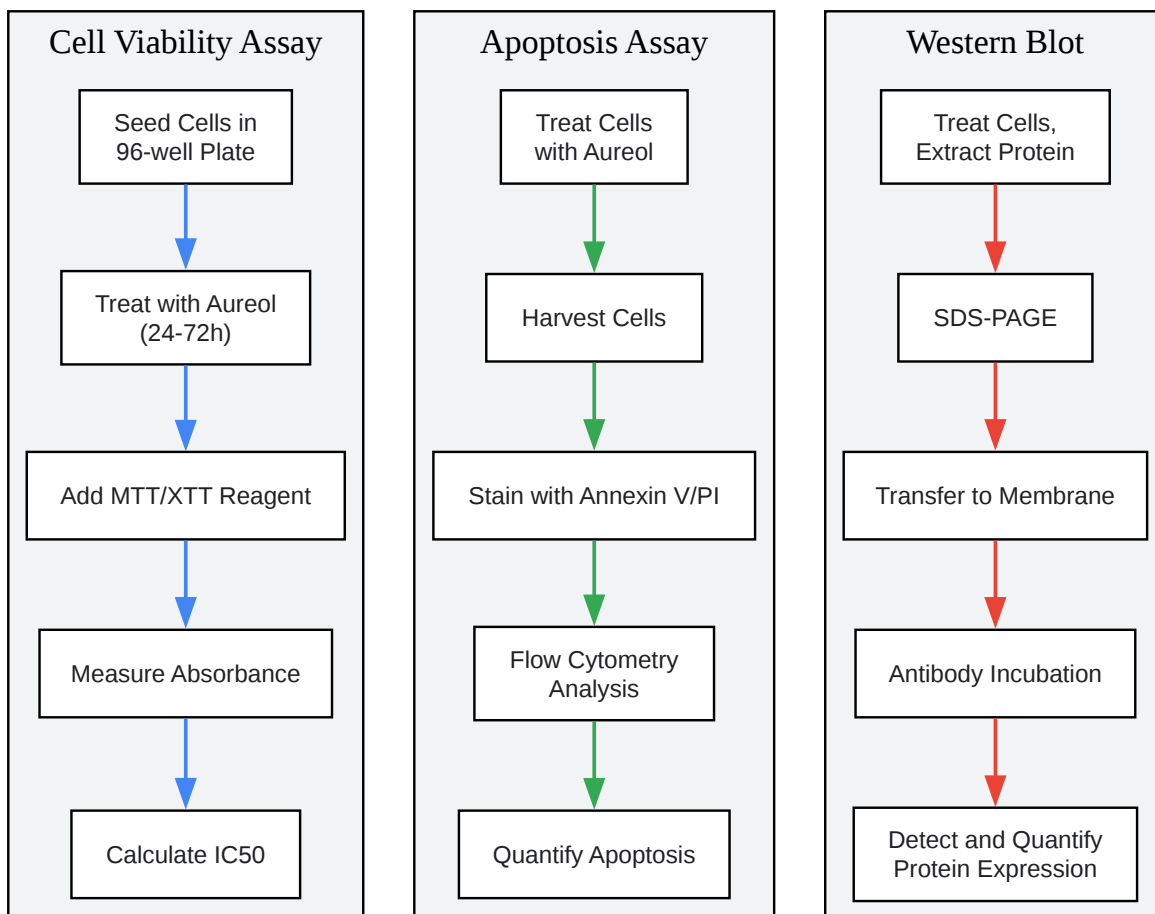 Cell Viability Assay
Seed Cells in
96-well Plate
Treat with Aureol
(24-72h)
Add MTT/XTT Reagent
Measure Absorbance
Calculate IC50
Apoptosis Assay
Treat Cells
with Aureol
Harvest Cells
Stain with Annexin V/PI
Flow Cytometry
Analysis
Quantify Apoptosis
Western Blot
Treat Cells,
Extract Protein
SDS-PAGE
Transfer to Membrane
Antibody Incubation
Detect and Quantify
Protein Expression